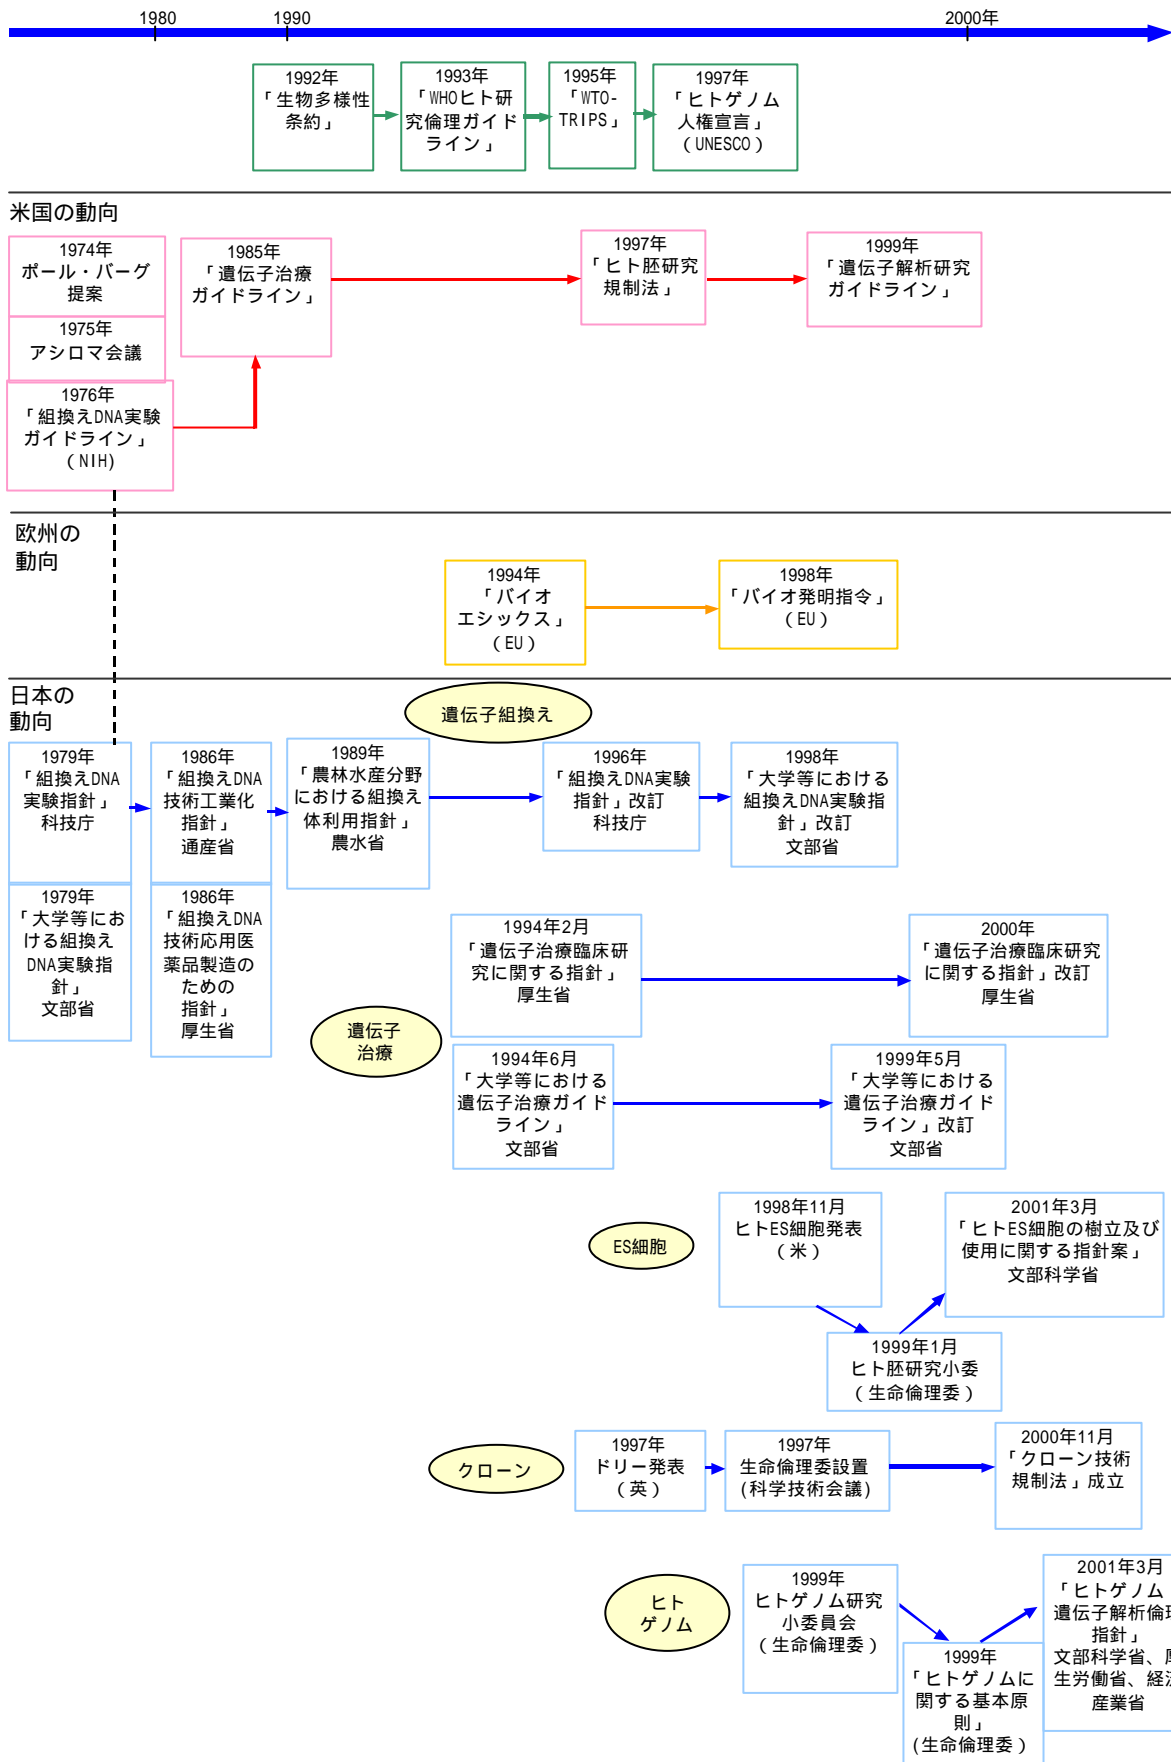 1980
1990
2000年
1992年
「生物多様性
条約」
1993年
「WHOヒト研
究倫理ガイド
ライン」
1995年
「WTO-
TRIPS」
1997年
「ヒトゲノム
人権宣言」
（UNESCO）
米国の動向
1974年
ポール・バーグ
提案
1975年
アシロマ会議
1976年
「組換えDNA実験
ガイドライン」
（NIH)
1985年
「遺伝子治療
ガイドライン」
1997年
「ヒト胚研究
規制法」
1999年
「遺伝子解析研究
ガイドライン」
欧州の
動向
1994年
「バイオ
エシックス」
（EU）
1998年
「バイオ発明指令」
（EU）
日本の
動向
遺伝子組換え
1979年
「組換えDNA
実験指針」
科技庁
1986年
「組換えDNA
技術工業化
指針」
通産省
1989年
「農林水産分野
における組換え
体利用指針」
農水省
1996年
「組換えDNA実験
指針」改訂
科技庁
1998年
「大学等における
組換えDNA実験指
針」改訂
文部省
1979年
「大学等にお
ける組換え
DNA実験指
針」
文部省
1986年
「組換えDNA
技術応用医
薬品製造の
ための
指針」
厚生省
遺伝子
治療
1994年2月
「遺伝子治療臨床研
究に関する指針」
厚生省
2000年
「遺伝子治療臨床研究
に関する指針」改訂
厚生省
1994年6月
「大学等における
遺伝子治療ガイド
ライン」
文部省
1999年5月
「大学等における
遺伝子治療ガイド
ライン」改訂
文部省
ES細胞
1998年11月
ヒトES細胞発表
（米）
1999年1月
ヒト胚研究小委
（生命倫理委）
2001年3月
「ヒトES細胞の樹立及び
使用に関する指針案」
文部科学省
クローン
1997年
ドリー発表
（英）
1997年
生命倫理委設置
(科学技術会議)
2000年11月
「クローン技術
規制法」成立
ヒト
ゲノム
1999年
ヒトゲノム研究
小委員会
（生命倫理委）
1999年
「ヒトゲノムに
関する基本原
則」
(生命倫理委）
2001年3月
「ヒトゲノム
遺伝子解析倫理
指針」
文部科学省、厚
生労働省、経済
産業省